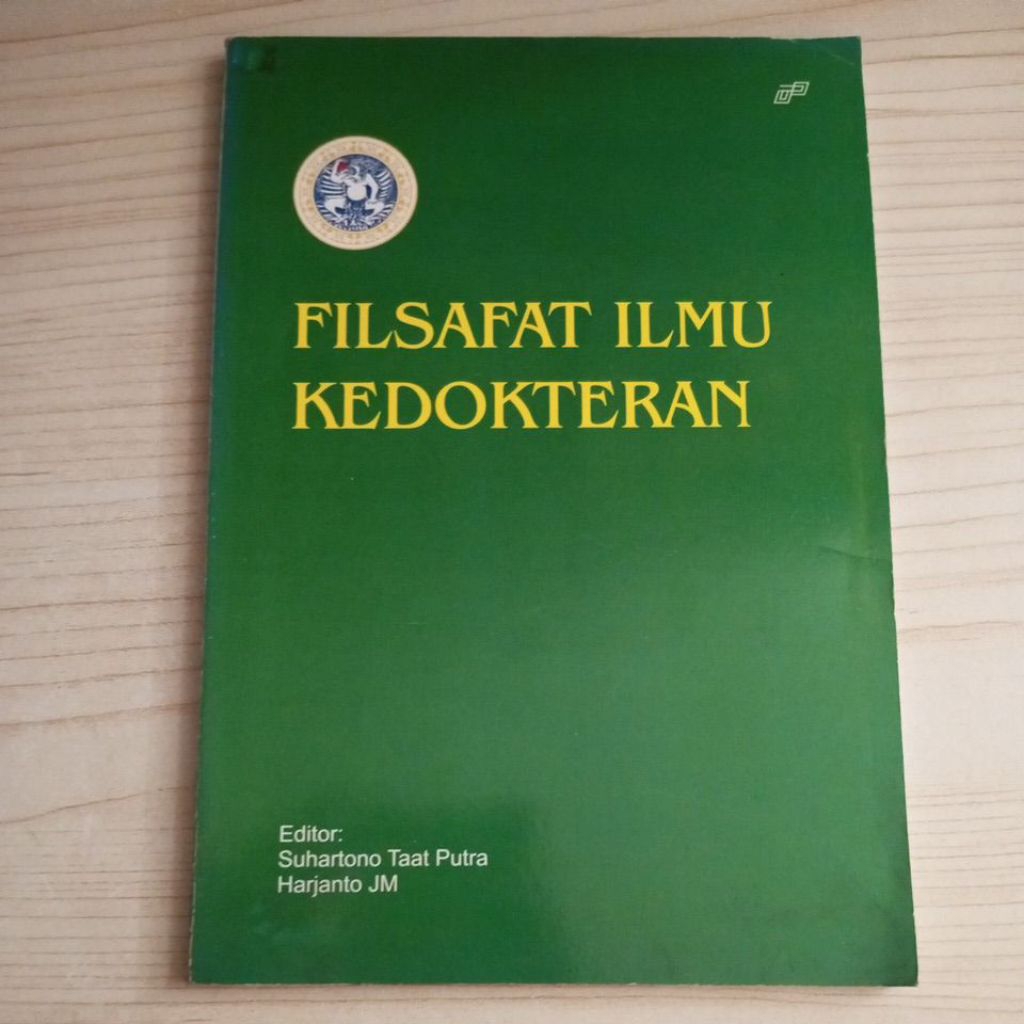 FILSAFAT ILMU
KEDOKTERAN
Editor:
Suhartono Taat Putra
Harjanto JM